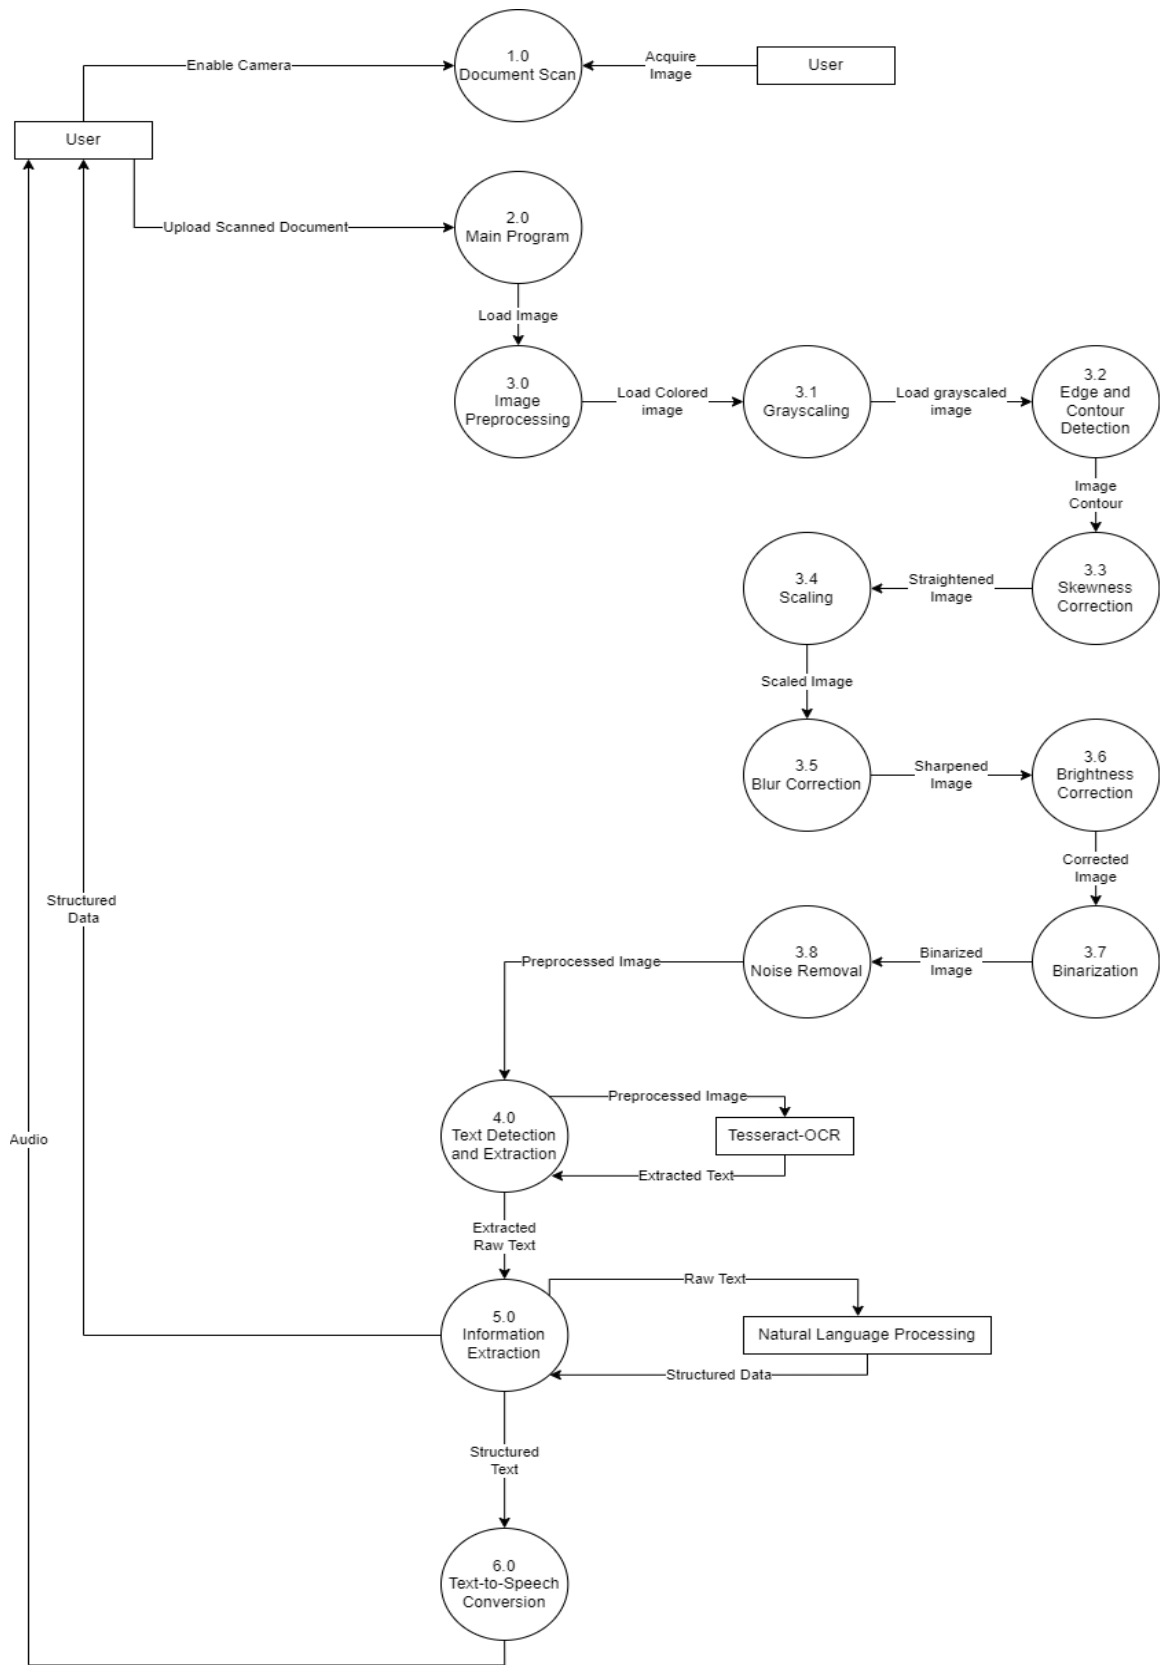 1.0
Document Scan
Enable Camera
Acquire
Image
User
User
Upload Scanned Document
2.0
Main Program
Load Image
3.0
Image
Preprocessing
Load Colored
image
3.1
Grayscaling
Load grayscaled
image
3.2
Edge and
Contour
Detection
Image
Contour
3.3
Skewness
Correction
Straightened
Image
3.4
Scaling
Scaled Image
3.5
Blur Correction
Sharpened
Image
3.6
Brightness
Correction
Corrected
Image
3.7
Binarization
Binarized
Image
3.8
Noise Removal
Preprocessed Image
Structured
Data
4.0
Text Detection
and Extraction
Preprocessed Image
Tesseract-OCR
Extracted Text
Audio
Extracted
Raw Text
5.0
Information
Extraction
Raw Text
Natural Language Processing
Structured Data
Structured
Text
6.0
Text-to-Speech
Conversion